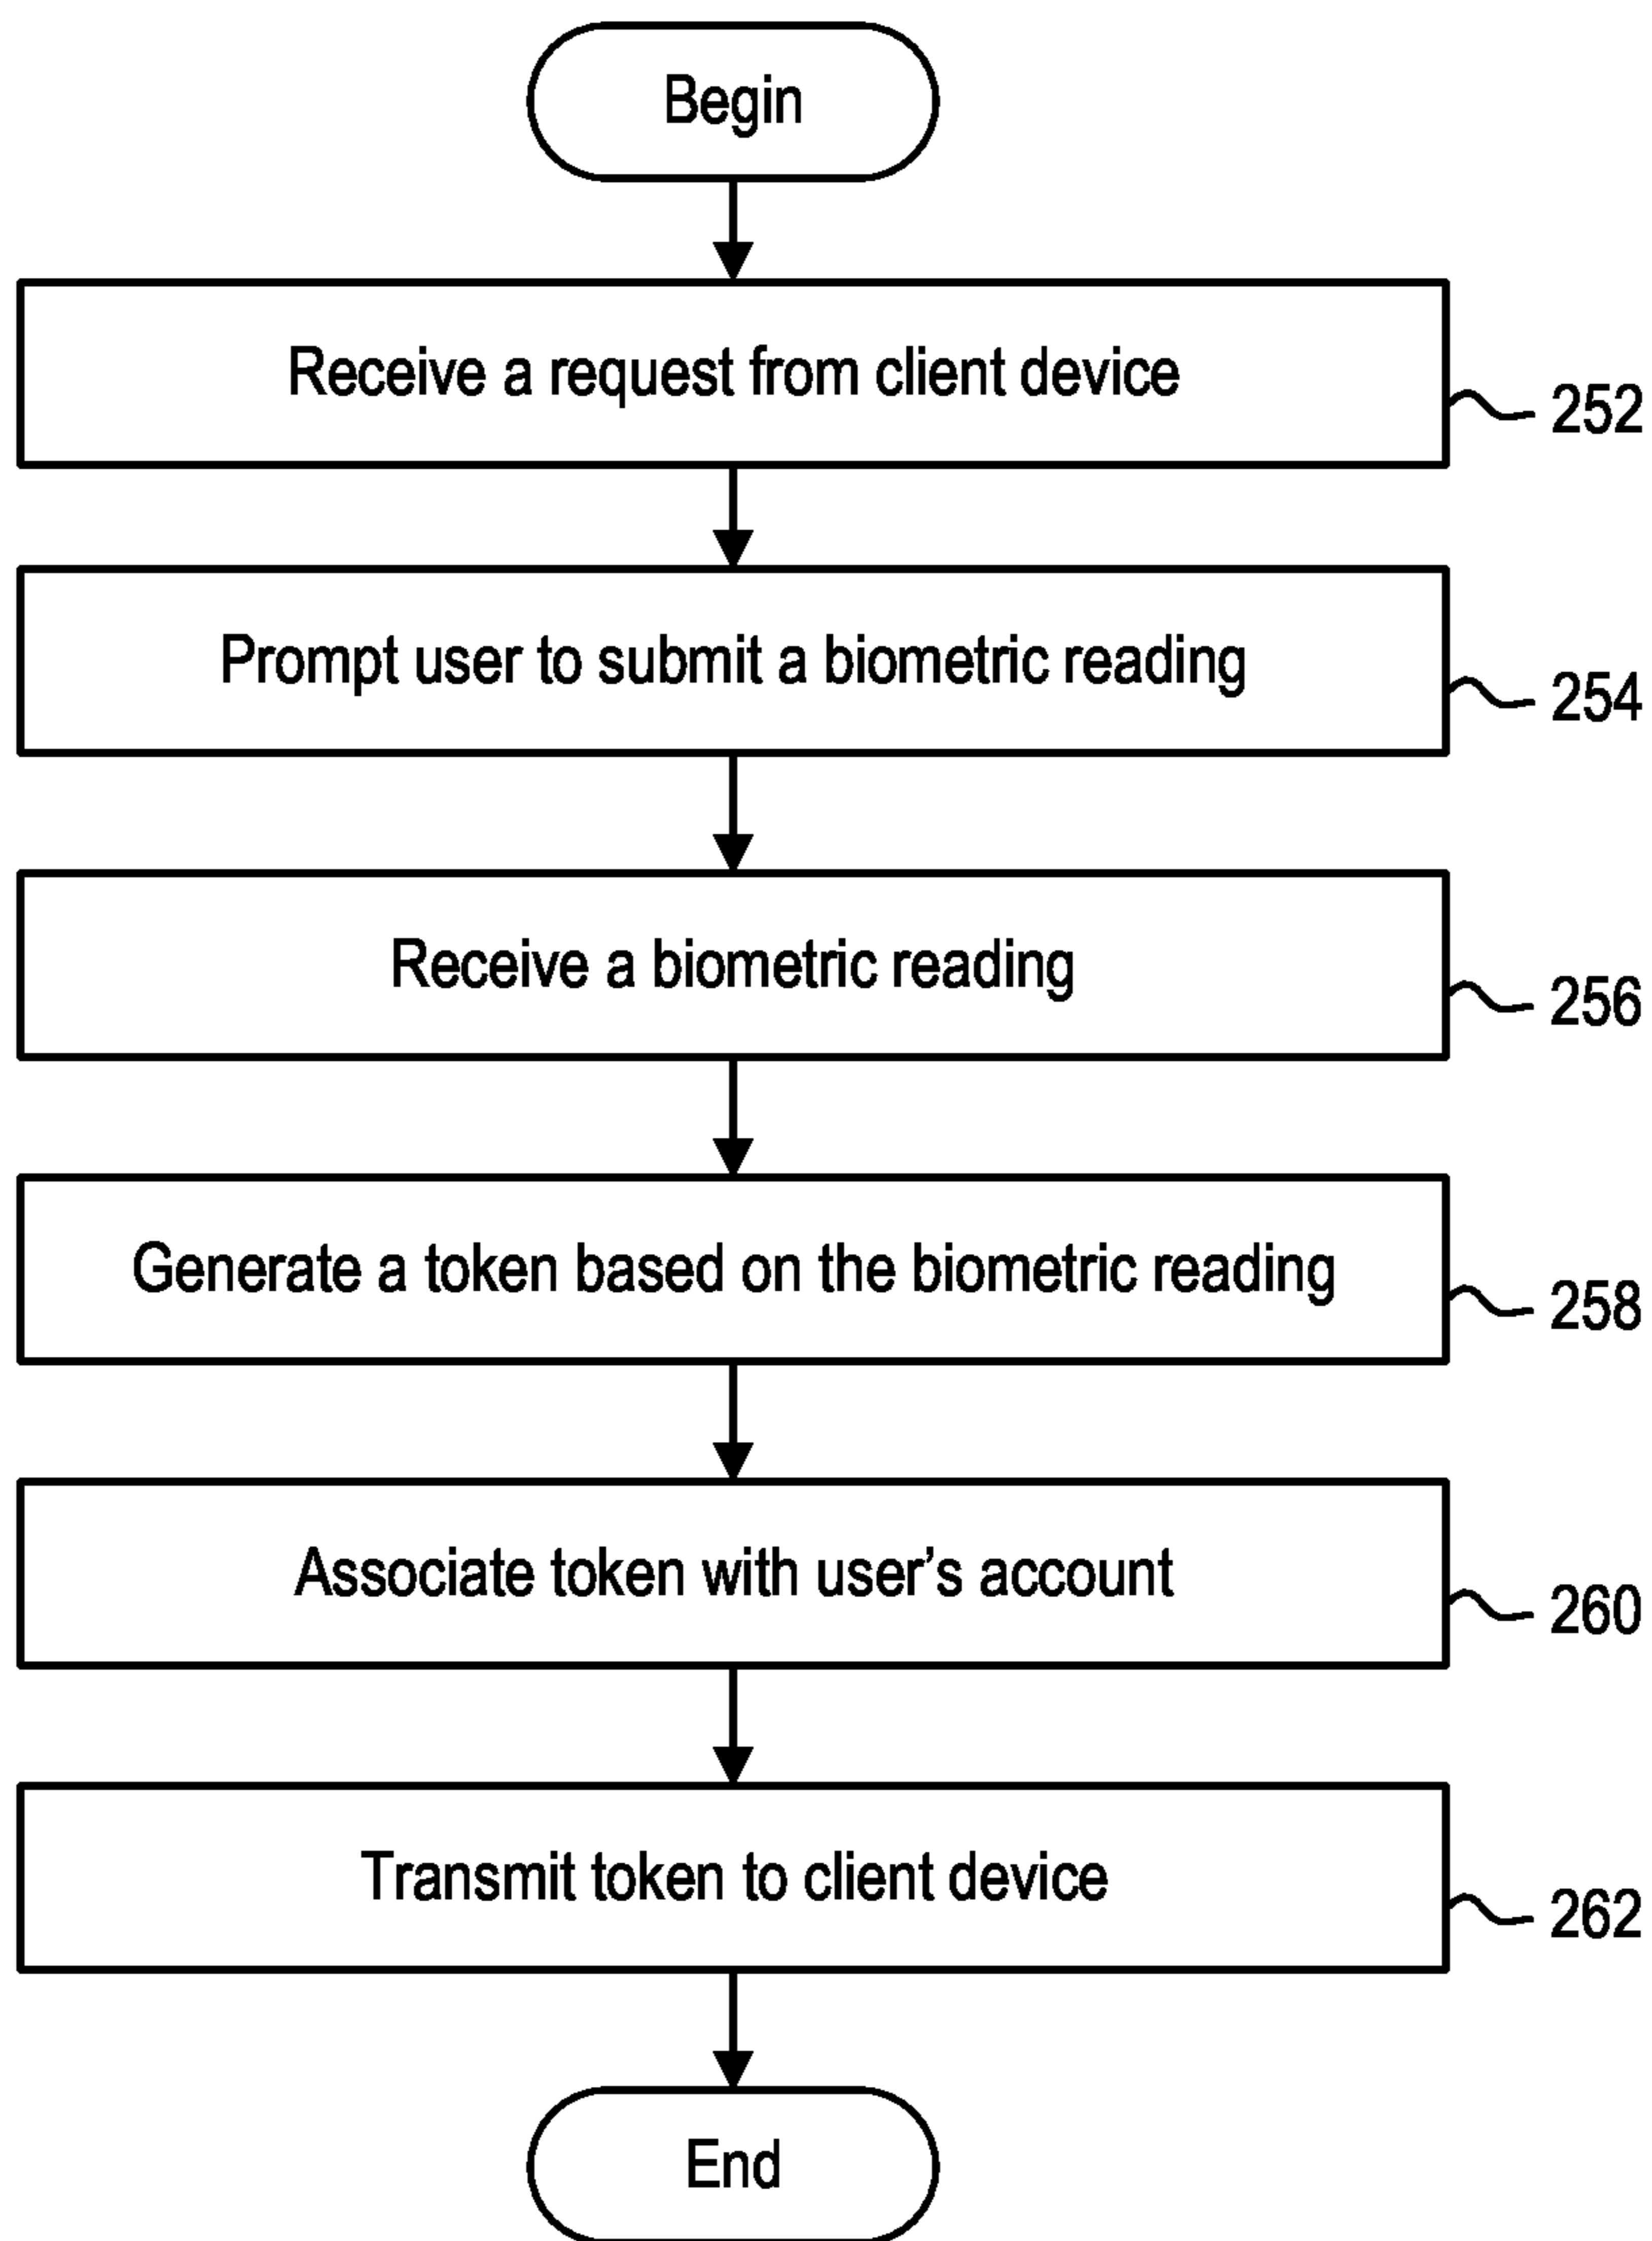 Begin
Receive a request from client device
252
Prompt user to submit a biometric reading
254
Receive a biometric reading
256
Generate a token based on the biometric reading
258
Associate token with user’s account
260
Transmit token to client device
262
End